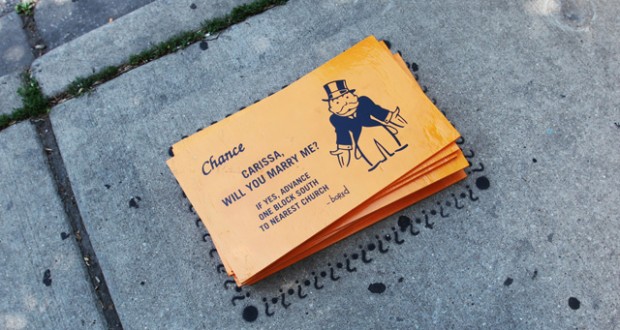 Chance
CARISSA,
WILL YOU MARRY ME?
IF YES, ADVANCE
ONE BLOCK SOUTH
TO NEAREST CHURCH
-bored